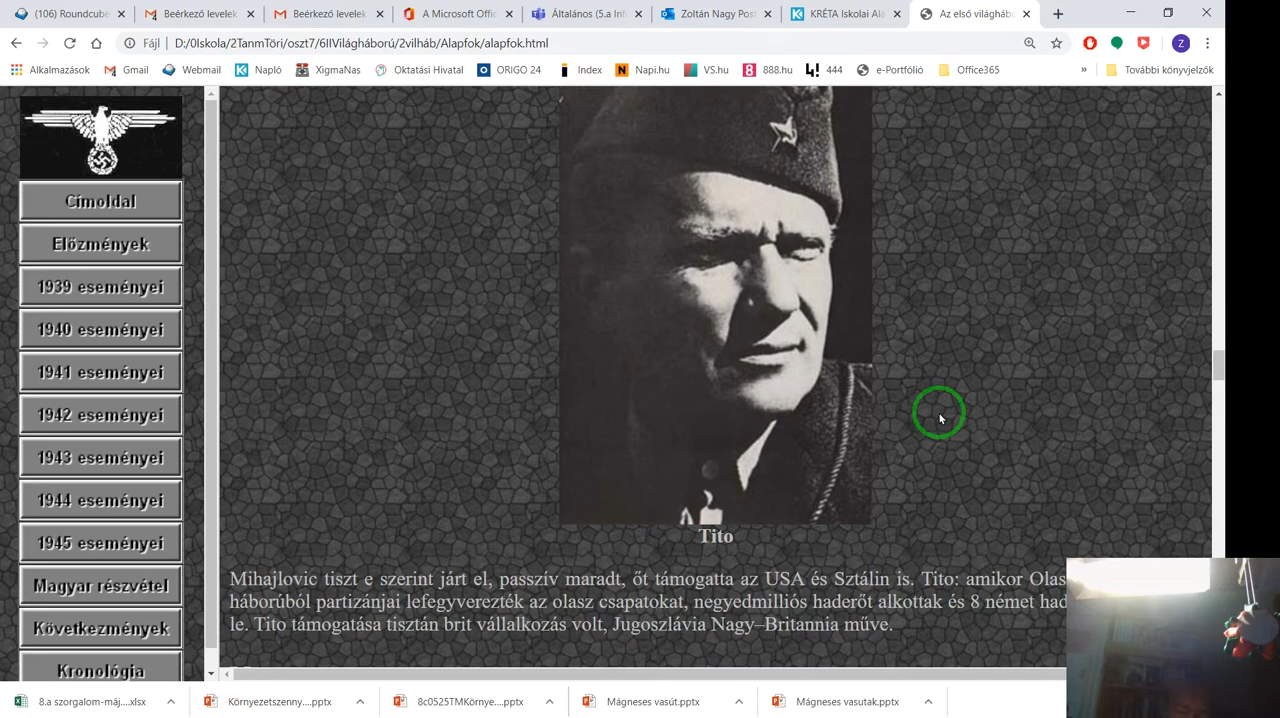 (106) Roundcube
Beérkező levelek
Beérkező levelek
A Microsoft Offic
Általános (5.a Inf
Zoltán Nagy Post
KRÉTA Iskolai Ala
Az első világhábo
Fájl
D:/0Iskola/2TanmTöri/oszt7/6IIVilágháború/2vilháb/Alapfok/alapfok.html
Alkalmazások
Gmail
Webmail
Napló
XigmaNas
Oktatási Hivatal
ORIGO 24
Index
Napi.hu
VS.hu
888.hu
444
e-Portfólió
Office365
»
További könyvjelzők
Címoldal
Előzmények
1939 eseményei
1940 eseményei
1941 eseményei
1942 eseményei
1943 eseményei
1944 eseményei
1945 eseményei
Magyar részvétel
Következmények
Kronológia
Tito
Mihajlovic tiszt e szerint járt el, passzív maradt, őt támogatta az USA és Sztálin is. Tito: amikor Olas
háborúból partizánjai lefegyverezték az olasz csapatokat, negyedmilliós haderőt alkottak és 8 német had
le. Tito támogatása tisztán brit vállalkozás volt, Jugoszlávia Nagy–Britannia műve.
8.a szorgalom-máj....xlsx
Környezetszenny....pptx
8c0525TMKörnye....pptx
Mágneses vasút.pptx
Mágneses vasutak.pptx